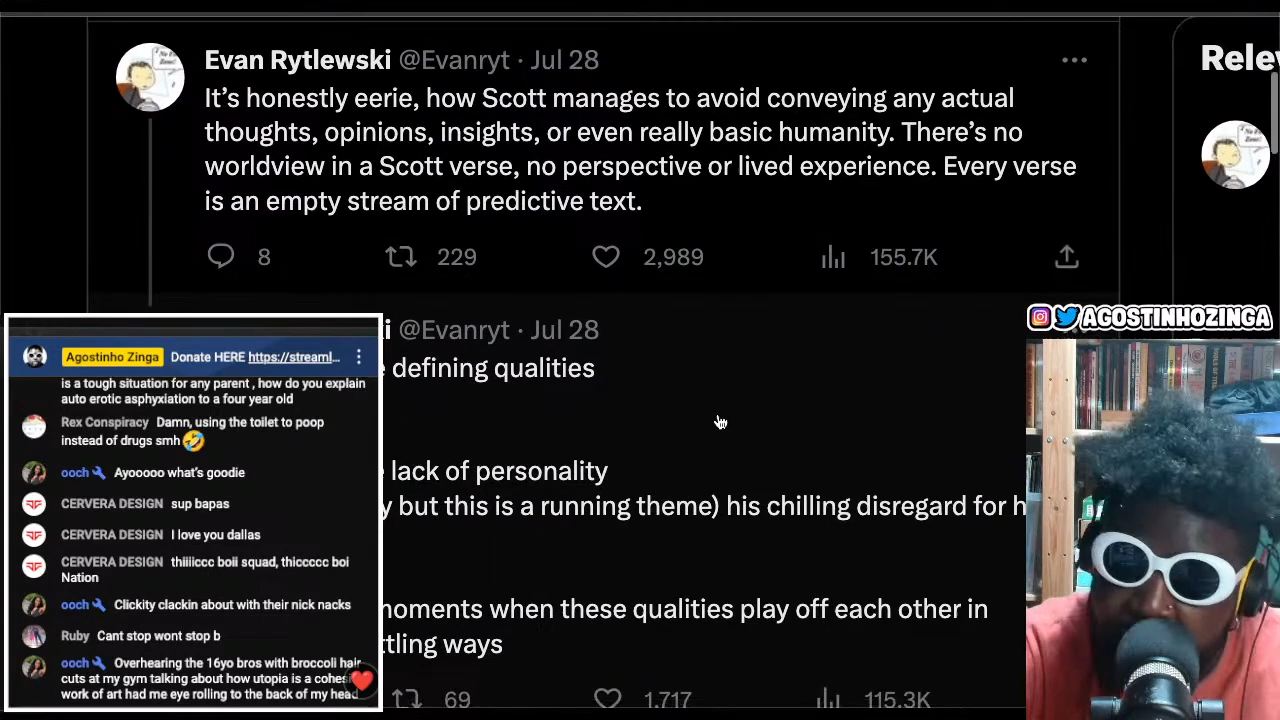 Evan Rytlewski @Evanryt · Jul 28
It's honestly eerie, how Scott manages to avoid conveying any actual
thoughts, opinions, insights, or even really basic humanity. There's no
worldview in a Scott verse, no perspective or lived experience. Every verse
is an empty stream of predictive text.
8 229 2,989 155.7K
Rele
@Evanryt · Jul 28
defining qualities
lack of personality
y but this is a running theme) his chilling disregard for h
moments when these qualities play off each other in
ttling ways
69 1,717 115.3K
Agostinho Zinga Donate HERE https://streaml...
is a tough situation for any parent , how do you explain
auto erotic asphyxiation to a four year old
Rex Conspiracy Damn, using the toilet to poop
instead of drugs smh🤣
ooch Ayooooo what's goodie
CERVERA DESIGN sup bapas
CERVERA DESIGN I love you dallas
CERVERA DESIGN thiiiiccc boii squad, thiccccc boi
Nation
ooch Clickity clackin about with their nick nacks
Ruby Cant stop wont stop b
ooch Overhearing the 16yo bros with broccoli hair
cuts at my gym talking about how utopia is a cohesi
work of art had me eye rolling to the back of my head
AGOSTINHOZINGA